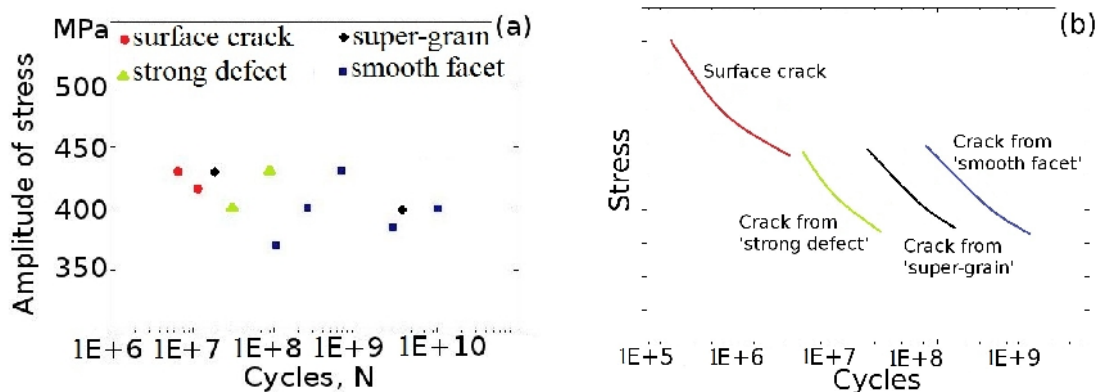 MPa
surface crack
super-grain
(a)
strong defect
smooth facet
500
450
400
350
Amplitude of stress
1E+6 1E+7 1E+8 1E+9 1E+10
Cycles, N
(b)
Surface crack
Crack from
'smooth facet'
Crack from
'strong defect'
Crack from
'super-grain'
Stress
1E+5 1E+6 1E+7 1E+8 1E+9
Cycles